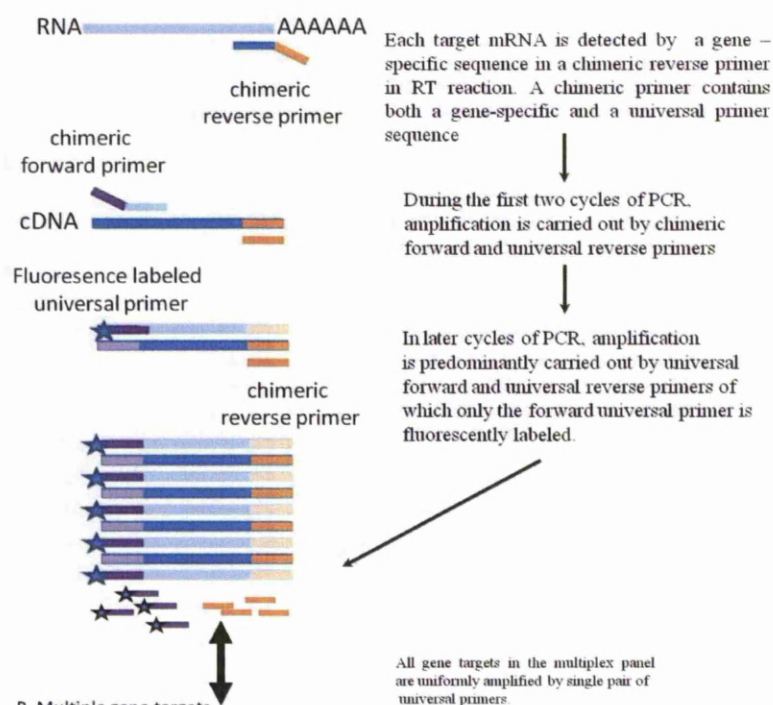 RNA AAAAAA
Each target mRNA is detected by a gene –
specific sequence in a chimeric reverse primer
in RT reaction. A chimeric primer contains
both a gene-specific and a universal primer
sequence
chimeric
reverse primer
chimeric
forward primer
cDNA
During the first two cycles of PCR,
amplification is carried out by chimeric
forward and universal reverse primers
Fluoresence labeled
universal primer
In later cycles of PCR, amplification
is predominantly carried out by universal
forward and universal reverse primers of
which only the forward universal primer is
fluorescently labeled.
chimeric
reverse primer
All gene targets in the multiplex panel
are uniformly amplified by single pair of
universal primers.
B. Multiple gene targets